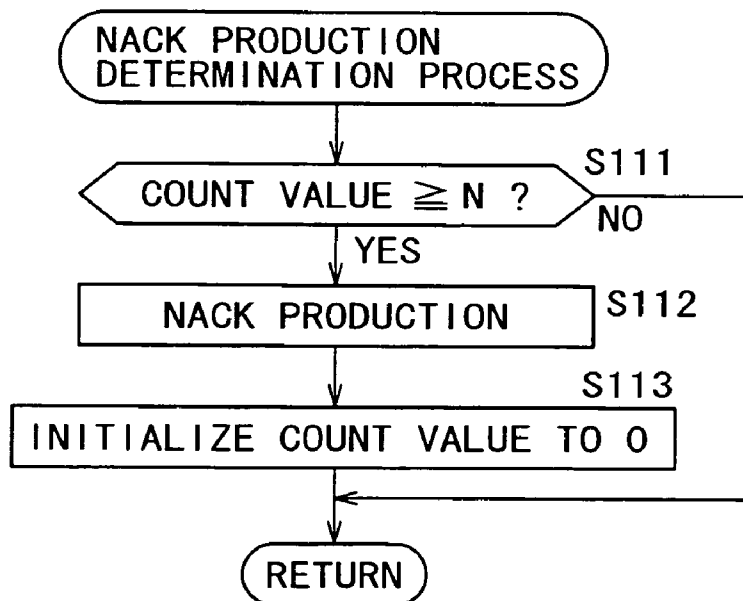 NACK PRODUCTION
DETERMINATION PROCESS
S111
COUNT VALUE ≧ N ?
NO
YES
NACK PRODUCTION
S112
S113
INITIALIZE COUNT VALUE TO 0
RETURN